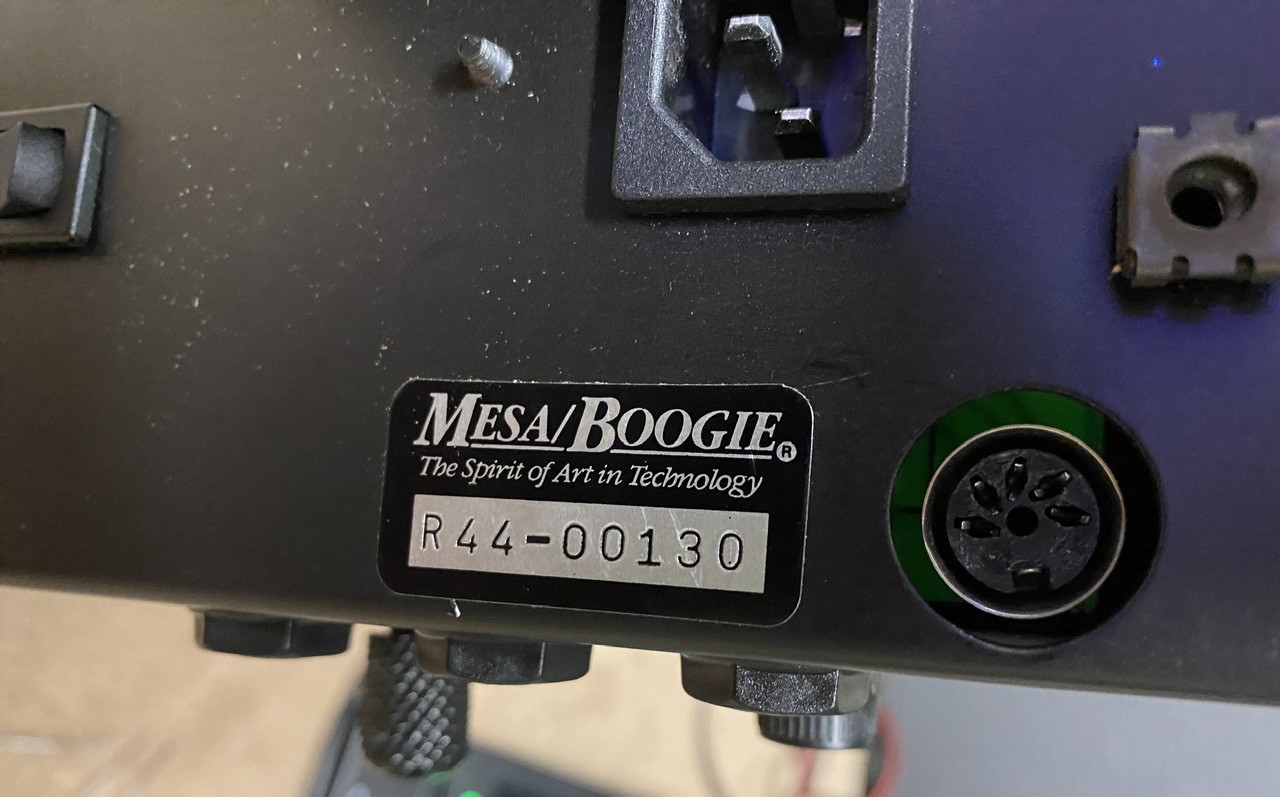 MESA/BOOGIE®
The Spirit of Art in Technology
R44-00130